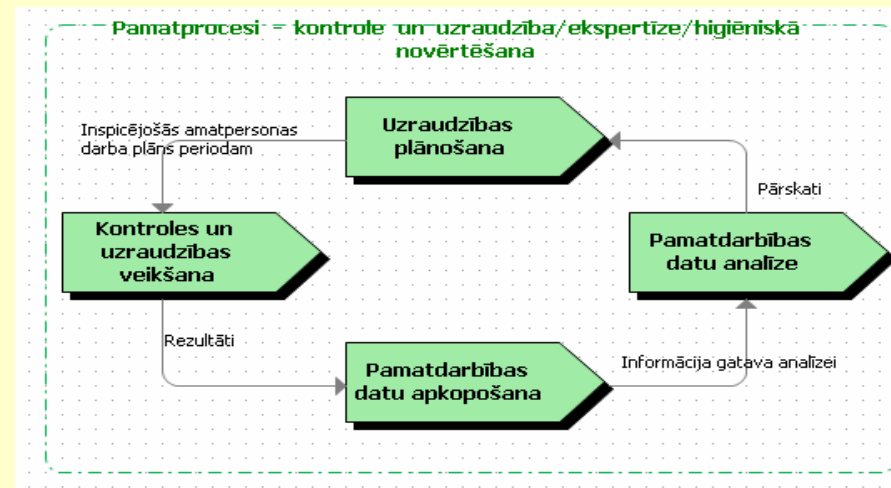 Pamatprocesi - kontrole un uzraudzība/ekspertīze/higiēniskā
novērtēšana
Uzraudzības
plānošana
Inspicējošās amatpersonas
darba plāns periodam
Pārskati
Kontroles un
uzraudzības
veikšana
Pamatdarbības
datu analīze
Rezultāti
Pamatdarbības
datu apkopošana
Informācija gatava analīzei